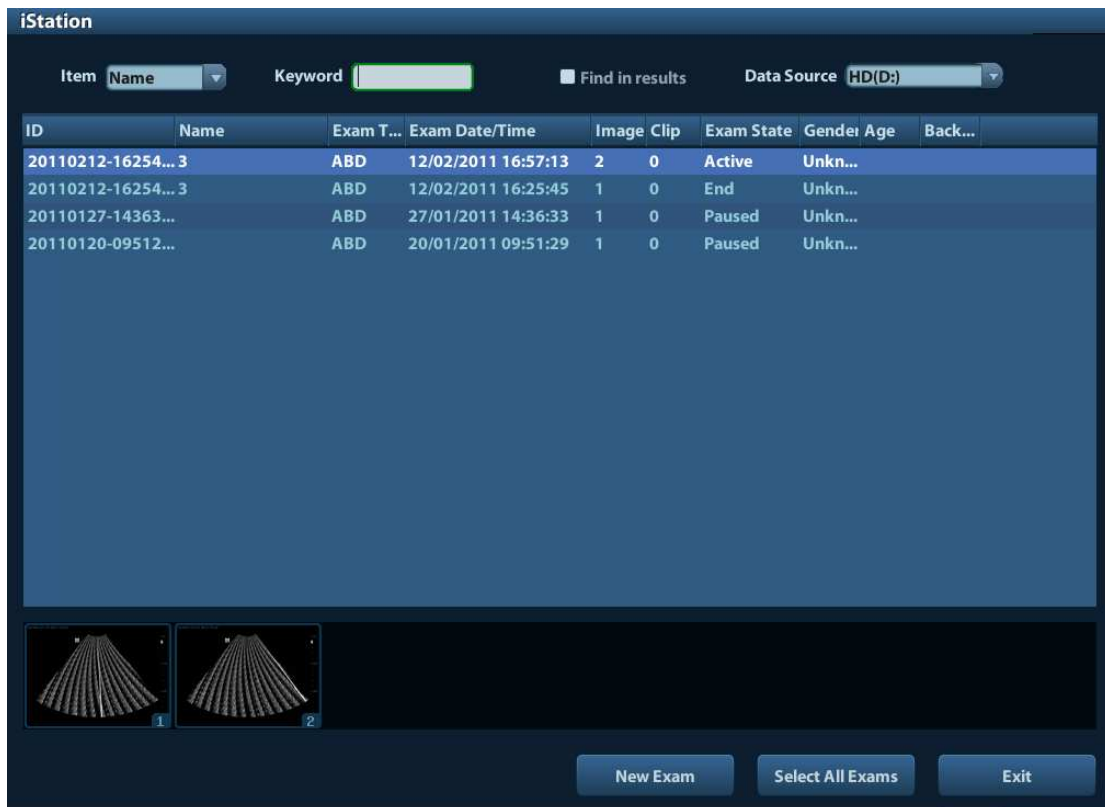 iStation
Item Name Keyword Find in results Data Source HD(D:)
ID Name Exam T... Exam Date/Time Image Clip Exam State Gender Age Back...
20110212-16254... 3 ABD 12/02/2011 16:57:13 2 0 Active Unkn...
20110212-16254... 3 ABD 12/02/2011 16:25:45 1 0 End Unkn...
20110127-14363... ABD 27/01/2011 14:36:33 1 0 Paused Unkn...
20110120-09512... ABD 20/01/2011 09:51:29 1 0 Paused Unkn...
1 2
New Exam Select All Exams Exit